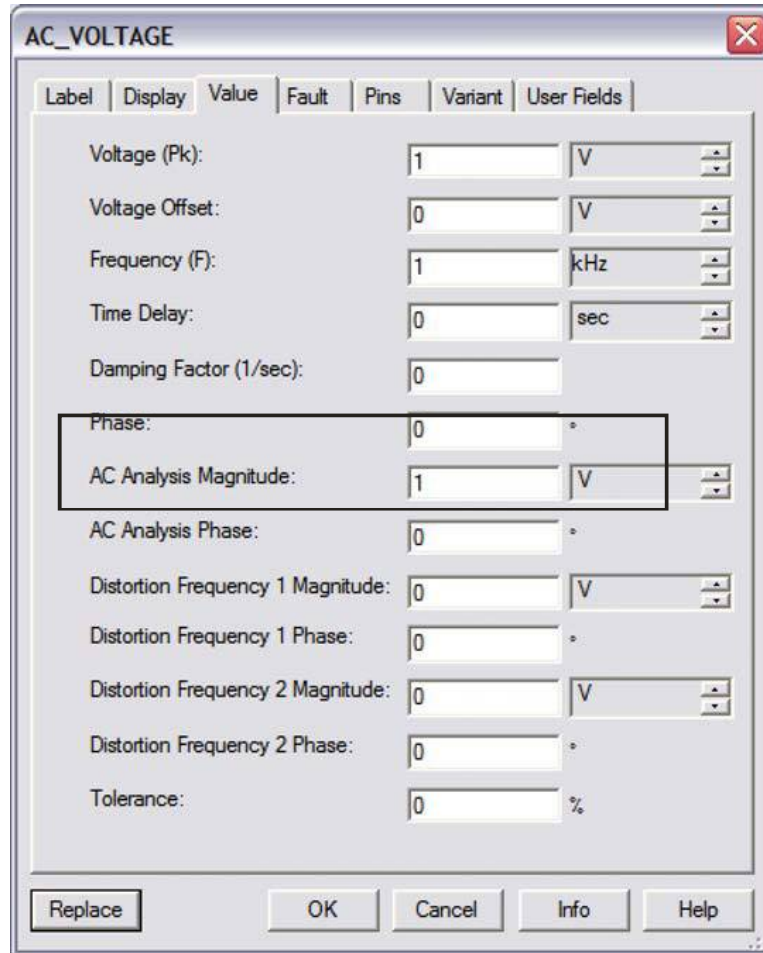 AC_VOLTAGE
Label Display Value Fault Pins Variant User Fields
Voltage (Pk): 1 V
Voltage Offset: 0 V
Frequency (F): 1 kHz
Time Delay: 0 sec
Damping Factor (1/sec): 0
Phase: 0 °
AC Analysis Magnitude: 1 V
AC Analysis Phase: 0 °
Distortion Frequency 1 Magnitude: 0 V
Distortion Frequency 1 Phase: 0 °
Distortion Frequency 2 Magnitude: 0 V
Distortion Frequency 2 Phase: 0 °
Tolerance: 0 %
Replace OK Cancel Info Help